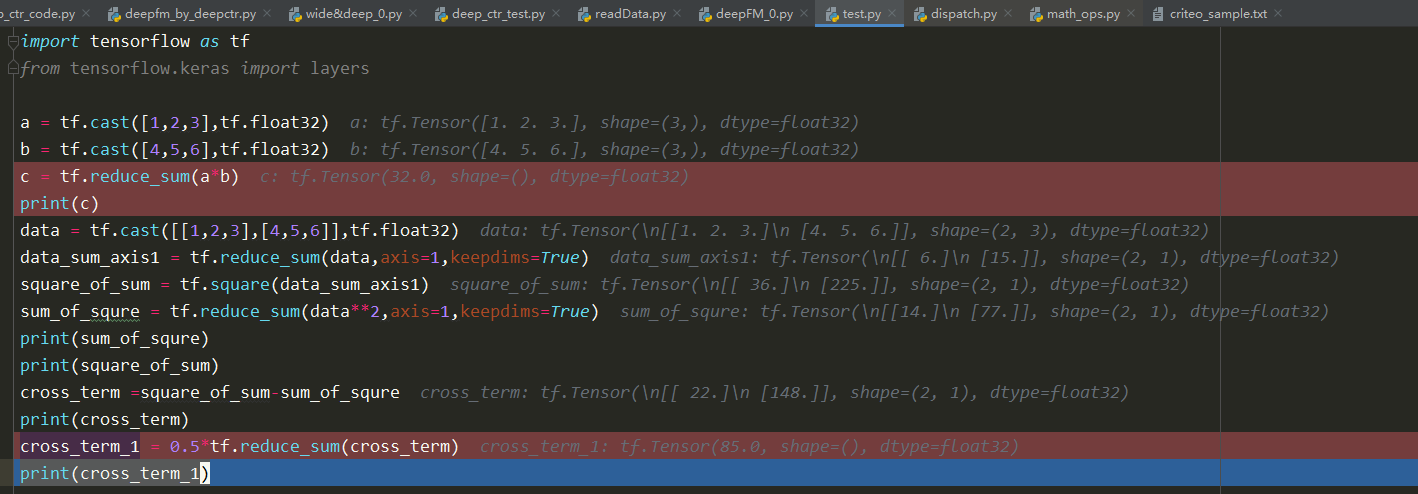 p_ctr_code.py × deepfm_by_deepctr.py × wide&deep_0.py × deep_ctr_test.py × readData.py × deepFM_0.py × test.py × dispatch.py × math_ops.py × criteo_sample.txt ×
import tensorflow as tf
from tensorflow.keras import layers
a = tf.cast([1,2,3],tf.float32) a: tf.Tensor([1. 2. 3.], shape=(3,), dtype=float32)
b = tf.cast([4,5,6],tf.float32) b: tf.Tensor([4. 5. 6.], shape=(3,), dtype=float32)
c = tf.reduce_sum(a*b) c: tf.Tensor(32.0, shape=(), dtype=float32)
print(c)
data = tf.cast([[1,2,3],[4,5,6]],tf.float32) data: tf.Tensor(\n[[1. 2. 3.]\n [4. 5. 6.]], shape=(2, 3), dtype=float32)
data_sum_axis1 = tf.reduce_sum(data,axis=1,keepdims=True) data_sum_axis1: tf.Tensor(\n[[ 6.]\n [15.]], shape=(2, 1), dtype=float32)
square_of_sum = tf.square(data_sum_axis1) square_of_sum: tf.Tensor(\n[[ 36.]\n [225.]], shape=(2, 1), dtype=float32)
sum_of_squre = tf.reduce_sum(data**2,axis=1,keepdims=True) sum_of_squre: tf.Tensor(\n[[14.]\n [77.]], shape=(2, 1), dtype=float32)
print(sum_of_squre)
print(square_of_sum)
cross_term =square_of_sum-sum_of_squre cross_term: tf.Tensor(\n[[ 22.]\n [148.]], shape=(2, 1), dtype=float32)
print(cross_term)
cross_term_1 = 0.5*tf.reduce_sum(cross_term) cross_term_1: tf.Tensor(85.0, shape=(), dtype=float32)
print(cross_term_1)